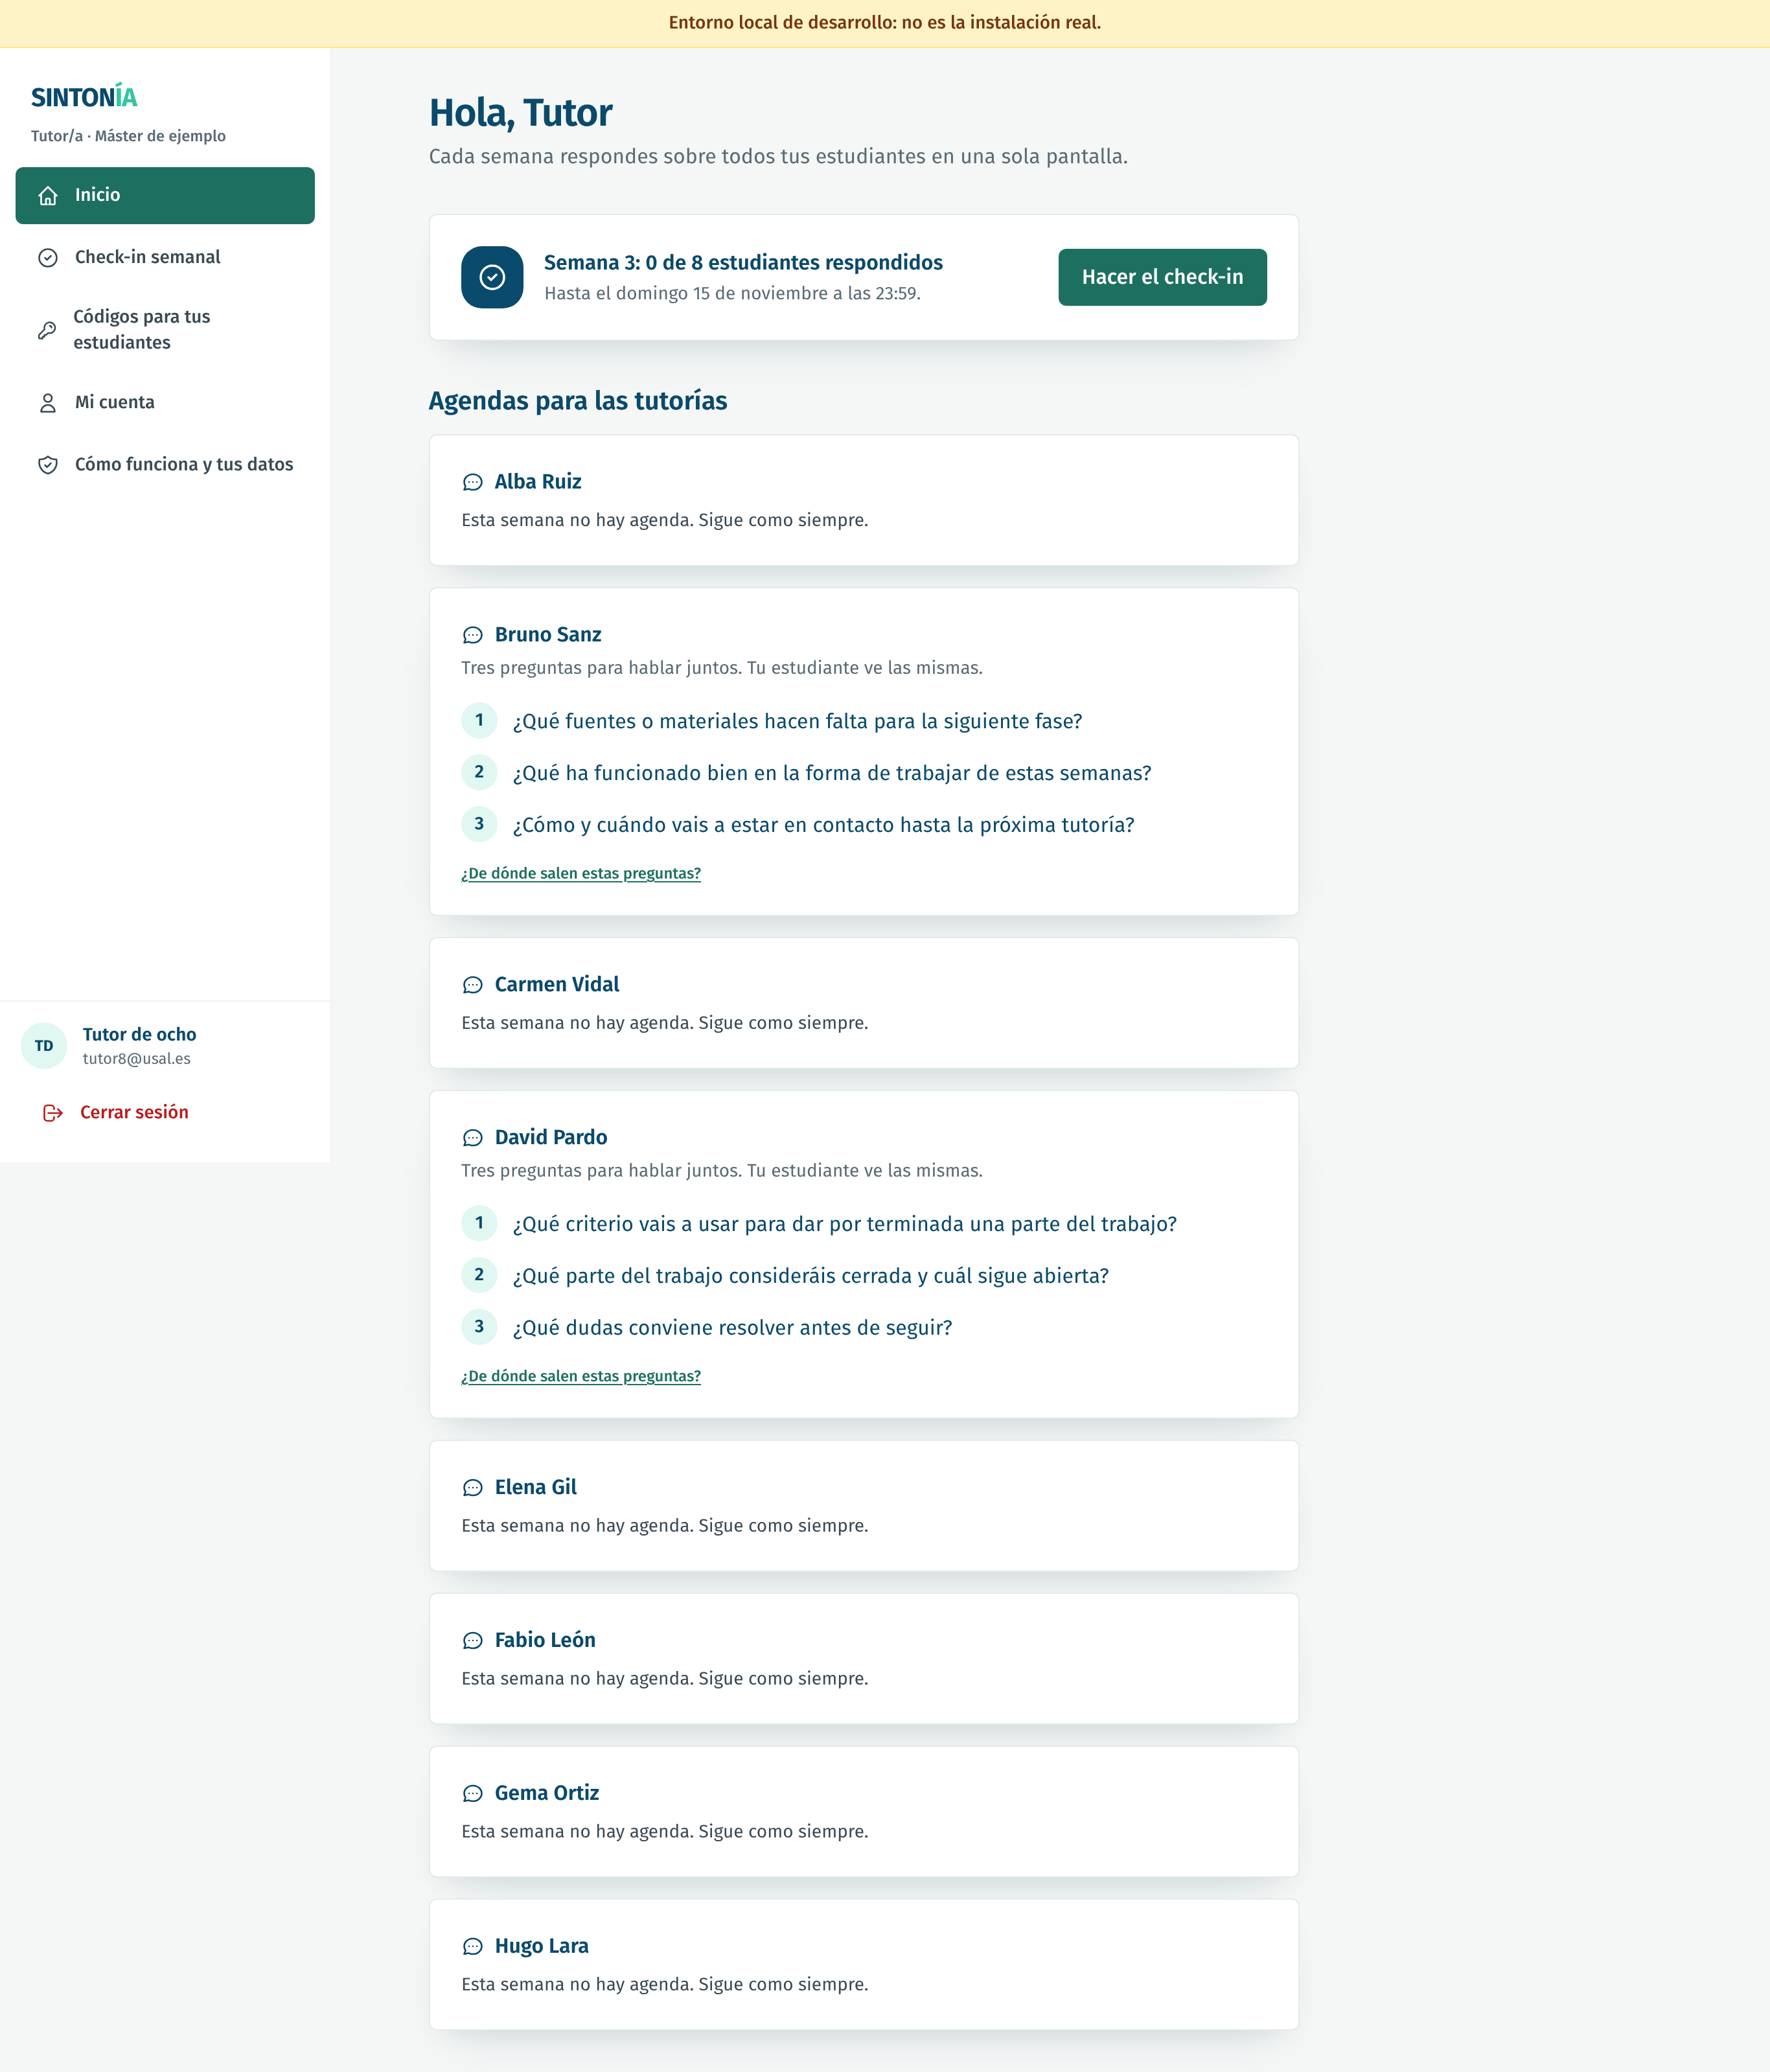 Entorno local de desarrollo: no es la instalación real.
SINTONÍA
Tutor/a · Máster de ejemplo
Inicio
Check-in semanal
Códigos para tus
estudiantes
Mi cuenta
Cómo funciona y tus datos
Tutor de ocho
TD
tutor8@usal.es
Cerrar sesión
Hola, Tutor
Cada semana respondes sobre todos tus estudiantes en una sola pantalla.
Semana 3: 0 de 8 estudiantes respondidos
Hasta el domingo 15 de noviembre a las 23:59.
Hacer el check-in
Agendas para las tutorías
Alba Ruiz
Esta semana no hay agenda. Sigue como siempre.
Bruno Sanz
Tres preguntas para hablar juntos. Tu estudiante ve las mismas.
1 ¿Qué fuentes o materiales hacen falta para la siguiente fase?
2 ¿Qué ha funcionado bien en la forma de trabajar de estas semanas?
3 ¿Cómo y cuándo vais a estar en contacto hasta la próxima tutoría?
¿De dónde salen estas preguntas?
Carmen Vidal
Esta semana no hay agenda. Sigue como siempre.
David Pardo
Tres preguntas para hablar juntos. Tu estudiante ve las mismas.
1 ¿Qué criterio vais a usar para dar por terminada una parte del trabajo?
2 ¿Qué parte del trabajo consideráis cerrada y cuál sigue abierta?
3 ¿Qué dudas conviene resolver antes de seguir?
¿De dónde salen estas preguntas?
Elena Gil
Esta semana no hay agenda. Sigue como siempre.
Fabio León
Esta semana no hay agenda. Sigue como siempre.
Gema Ortiz
Esta semana no hay agenda. Sigue como siempre.
Hugo Lara
Esta semana no hay agenda. Sigue como siempre.